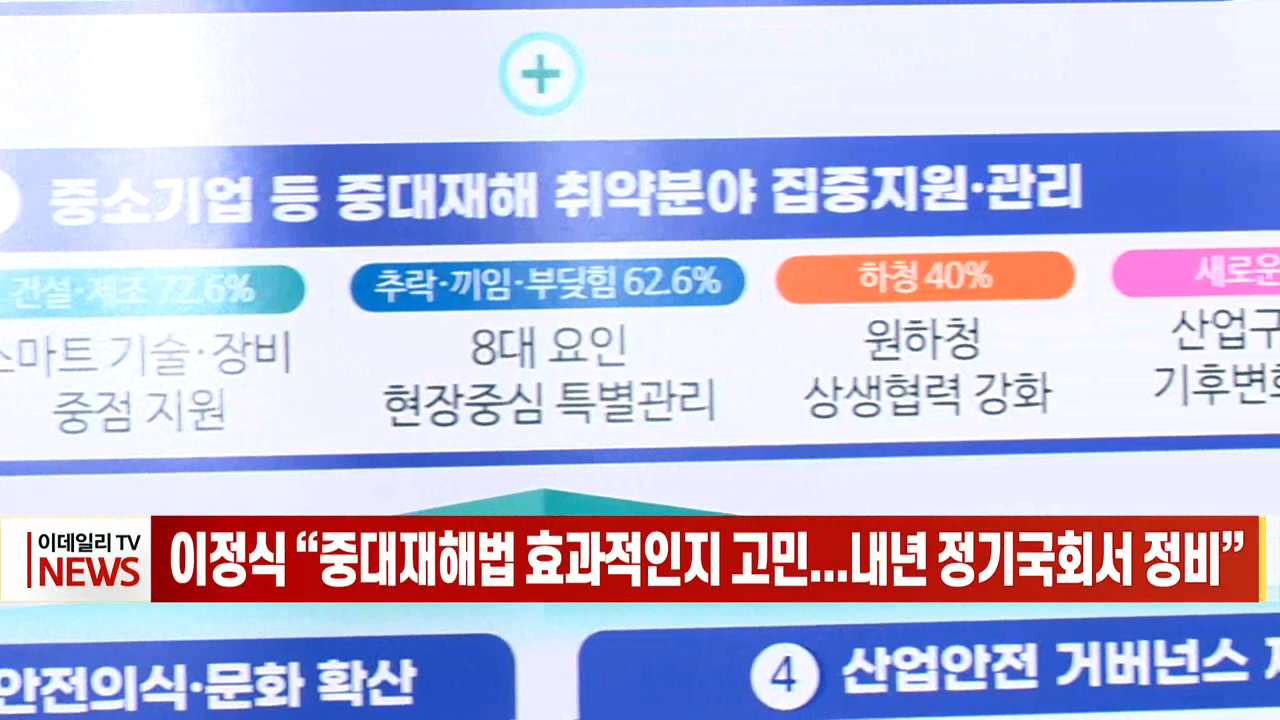 중소기업 등 중대재해 취약분야 집중지원·관리
건설·제조 72.6%
추락·끼임·부딪힘 62.6%
하청 40%
새로운
스마트 기술·장비
중점 지원
8대 요인
현장중심 특별관리
원하청
상생협력 강화
산업구
기후변화
이데일리 TV
NEWS
이정식 “중대재해법 효과적인지 고민...내년 정기국회서 정비”
안전의식·문화 확산
4 산업안전 거버넌스